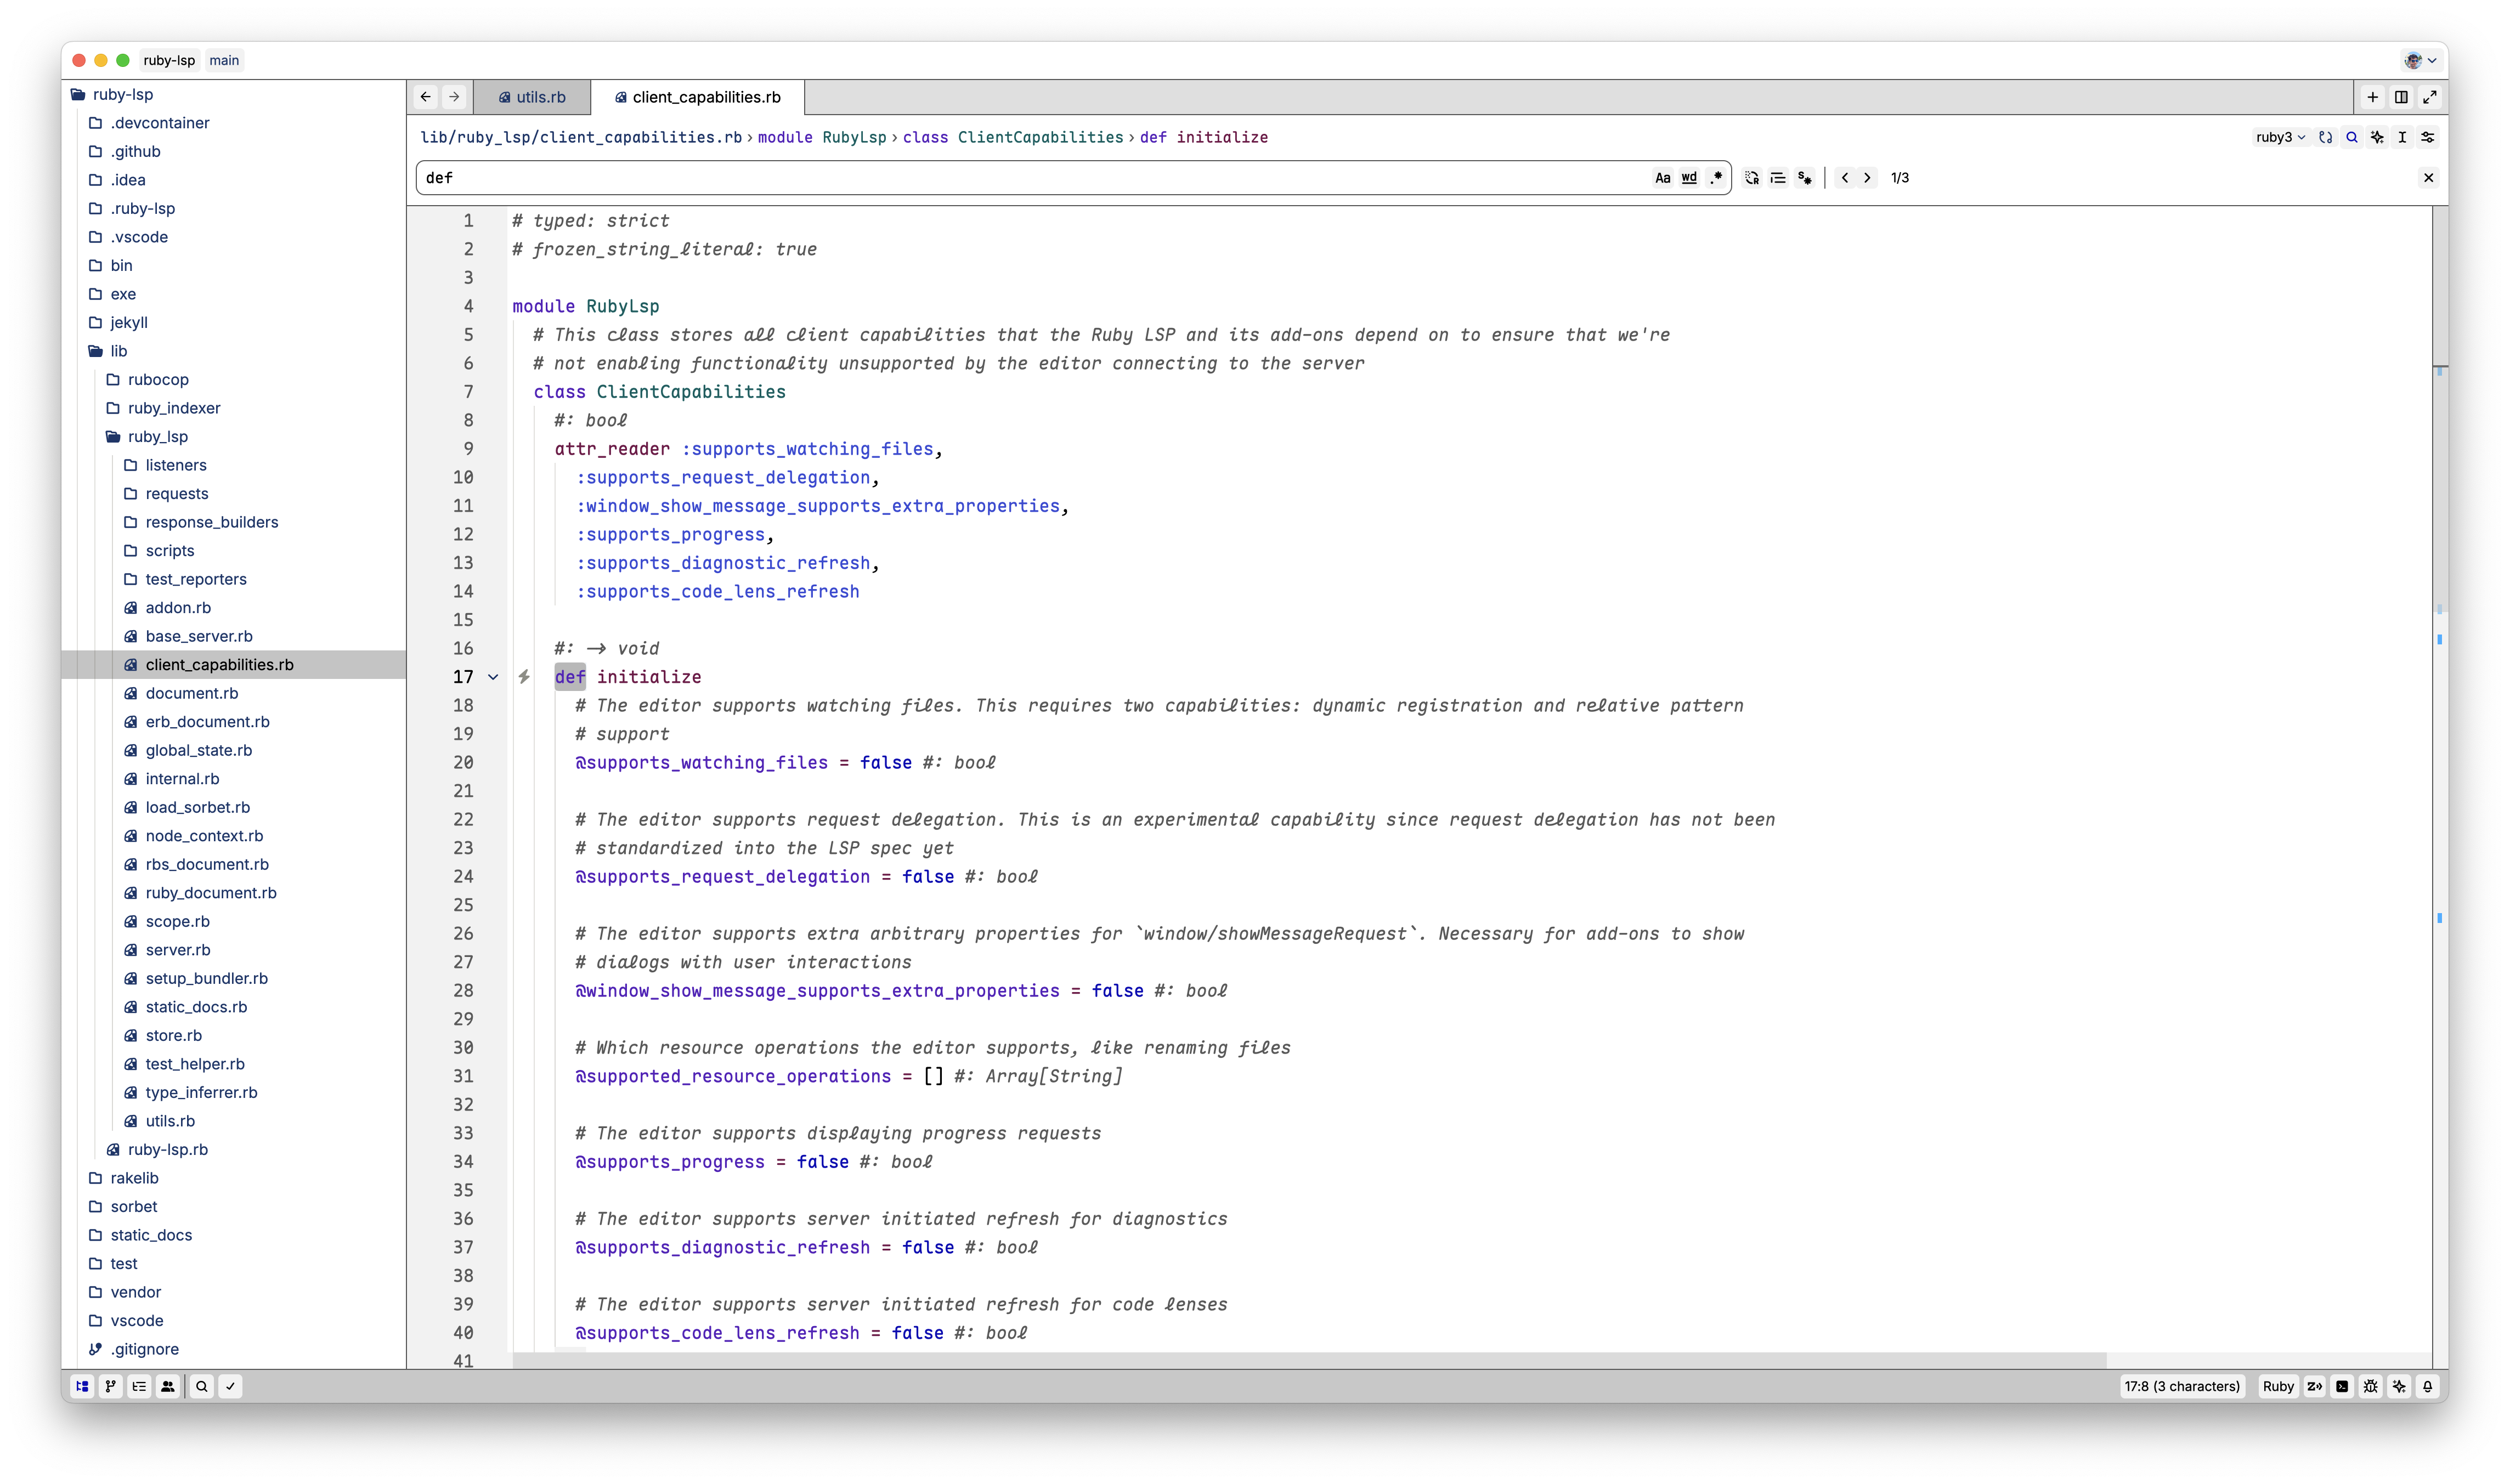 ruby-lsp main
ruby-lsp
.devcontainer
.github
.idea
.ruby-lsp
.vscode
bin
exe
jekyll
lib
rubocop
ruby_indexer
ruby_lsp
listeners
requests
response_builders
scripts
test_reporters
addon.rb
base_server.rb
client_capabilities.rb
document.rb
erb_document.rb
global_state.rb
internal.rb
load_sorbet.rb
node_context.rb
rbs_document.rb
ruby_document.rb
scope.rb
server.rb
setup_bundler.rb
static_docs.rb
store.rb
test_helper.rb
type_inferrer.rb
utils.rb
ruby-lsp.rb
rakelib
sorbet
static_docs
test
vendor
vscode
.gitignore
utils.rb client_capabilities.rb
lib/ruby_lsp/client_capabilities.rb › module RubyLsp › class ClientCapabilities › def initialize
ruby3
def Aa wd .* 1/3
1 # typed: strict
2 # frozen_string_literal: true
3
4 module RubyLsp
5 # This class stores all client capabilities that the Ruby LSP and its add-ons depend on to ensure that we're
6 # not enabling functionality unsupported by the editor connecting to the server
7 class ClientCapabilities
8 #: bool
9 attr_reader :supports_watching_files,
10 :supports_request_delegation,
11 :window_show_message_supports_extra_properties,
12 :supports_progress,
13 :supports_diagnostic_refresh,
14 :supports_code_lens_refresh
15
16 #: -> void
17 def initialize
18 # The editor supports watching files. This requires two capabilities: dynamic registration and relative pattern
19 # support
20 @supports_watching_files = false #: bool
21
22 # The editor supports request delegation. This is an experimental capability since request delegation has not been
23 # standardized into the LSP spec yet
24 @supports_request_delegation = false #: bool
25
26 # The editor supports extra arbitrary properties for `window/showMessageRequest`. Necessary for add-ons to show
27 # dialogs with user interactions
28 @window_show_message_supports_extra_properties = false #: bool
29
30 # Which resource operations the editor supports, like renaming files
31 @supported_resource_operations = [] #: Array[String]
32
33 # The editor supports displaying progress requests
34 @supports_progress = false #: bool
35
36 # The editor supports server initiated refresh for diagnostics
37 @supports_diagnostic_refresh = false #: bool
38
39 # The editor supports server initiated refresh for code lenses
40 @supports_code_lens_refresh = false #: bool
41
17:8 (3 characters) Ruby